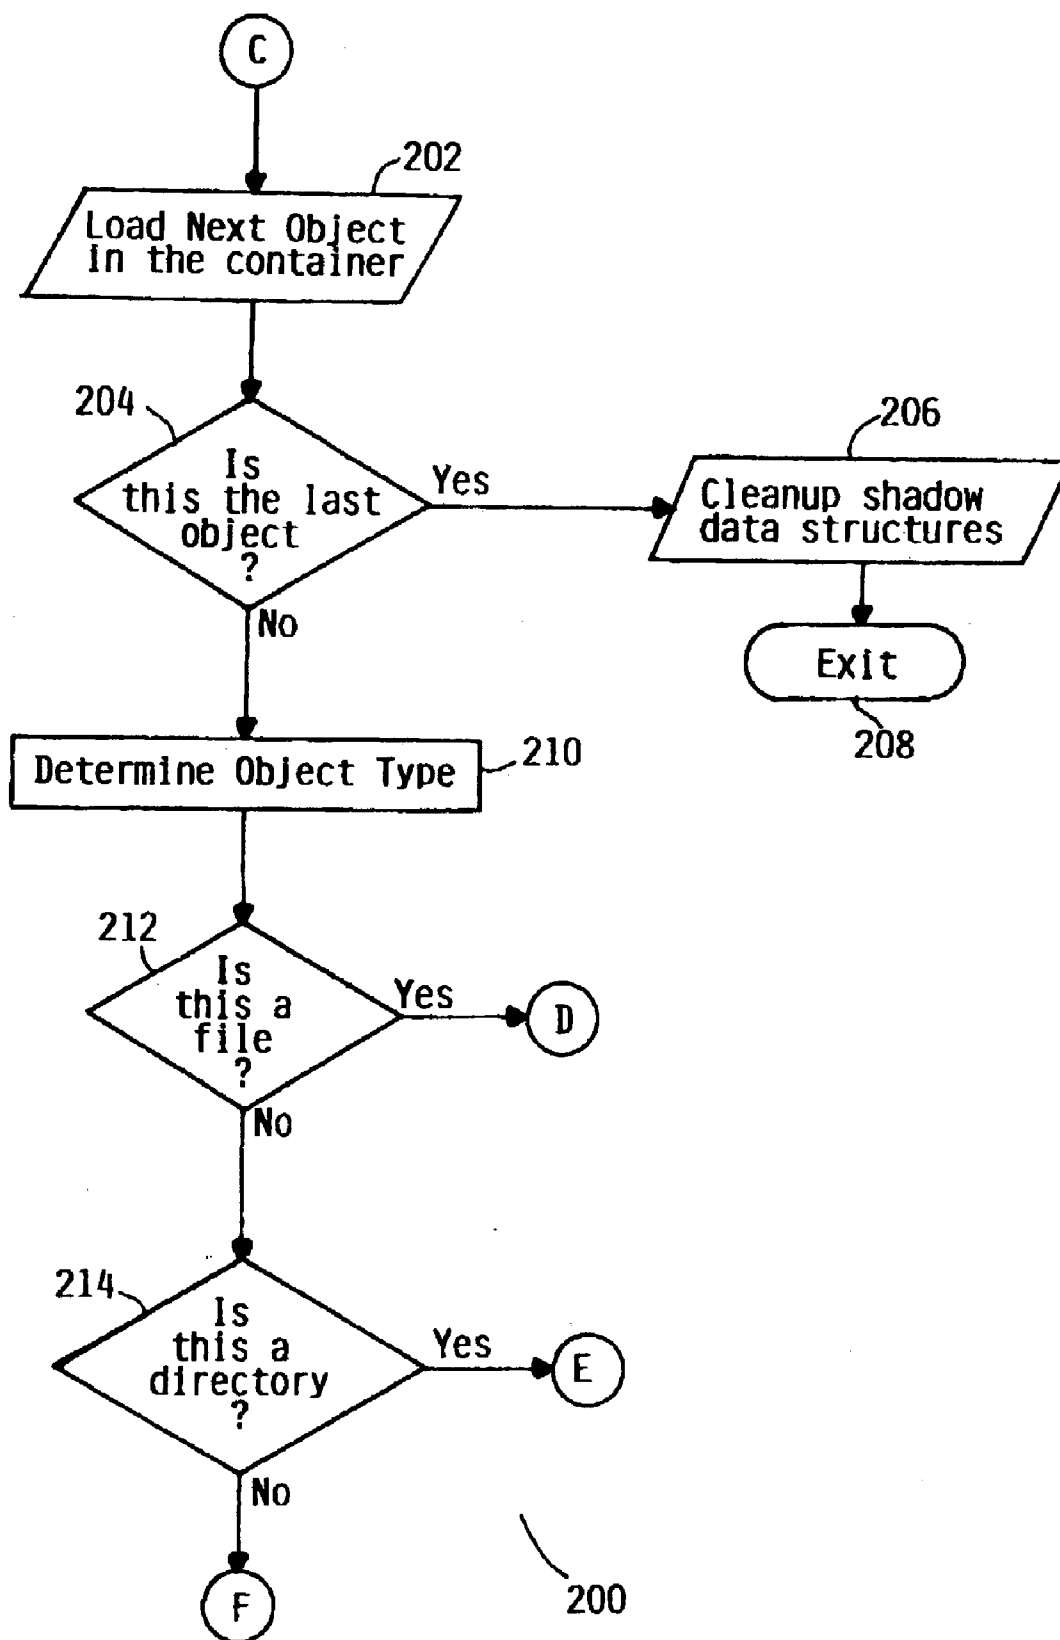 C
202
Load Next Object
in the container
204
Is
this the last
object
?
Yes
No
206
Cleanup shadow
data structures
Exit
208
Determine Object Type
210
212
Is
this a
file
?
Yes
D
No
214
Is
this a
directory
?
Yes
E
No
F
200